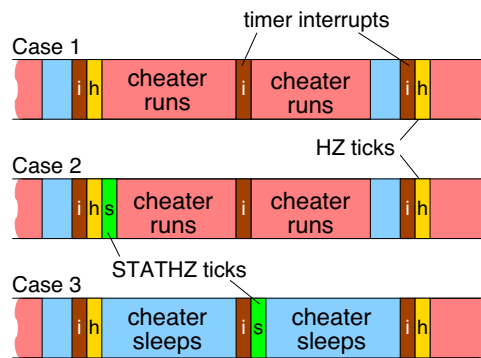 timer interrupts
Case 1
i h cheater runs i cheater runs i h
HZ ticks
Case 2
i h s cheater runs i cheater runs i h
STATHZ ticks
Case 3
i h cheater sleeps i s cheater sleeps i h